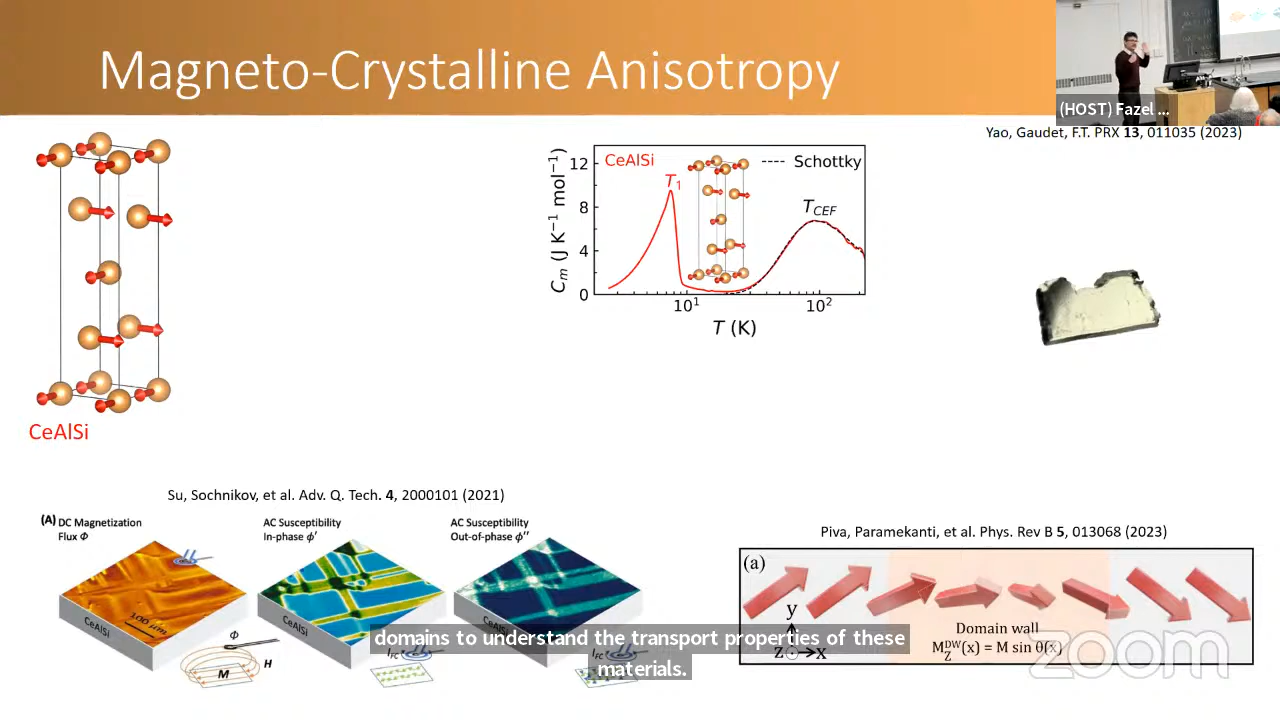 Magneto-Crystalline Anisotropy
(HOST) Fazel ...
Yao, Gaudet, F.T. PRX 13, 011035 (2023)
CeAlSi
CeAlSi
---- Schottky
T1
TCEF
12
8
4
0
Cm (J K⁻¹ mol⁻¹)
10¹
10²
T (K)
Su, Sochnikov, et al. Adv. Q. Tech. 4, 2000101 (2021)
(A) DC Magnetization
Flux Φ
AC Susceptibility
In-phase ϕ′
AC Susceptibility
Out-of-phase ϕ′′
100 μm
CeAlSi
CeAlSi
CeAlSi
Φ
H
M
IFC
IFC
Piva, Paramekanti, et al. Phys. Rev B 5, 013068 (2023)
(a)
y
z
x
Domain wall
MZDW(x) = M sin θ(x)
domains to understand the transport properties of these
materials.
zoom